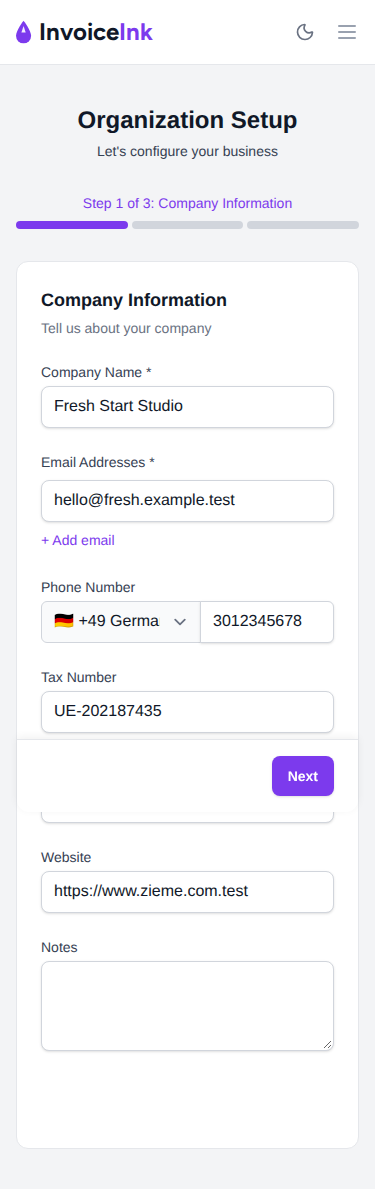 InvoiceInk
Organization Setup
Let's configure your business
Step 1 of 3: Company Information
Company Information
Tell us about your company
Company Name *
Fresh Start Studio
Email Addresses *
hello@fresh.example.test
+ Add email
Phone Number
🇩🇪 +49 Germa
3012345678
Tax Number
UE-202187435
Next
Website
https://www.zieme.com.test
Notes